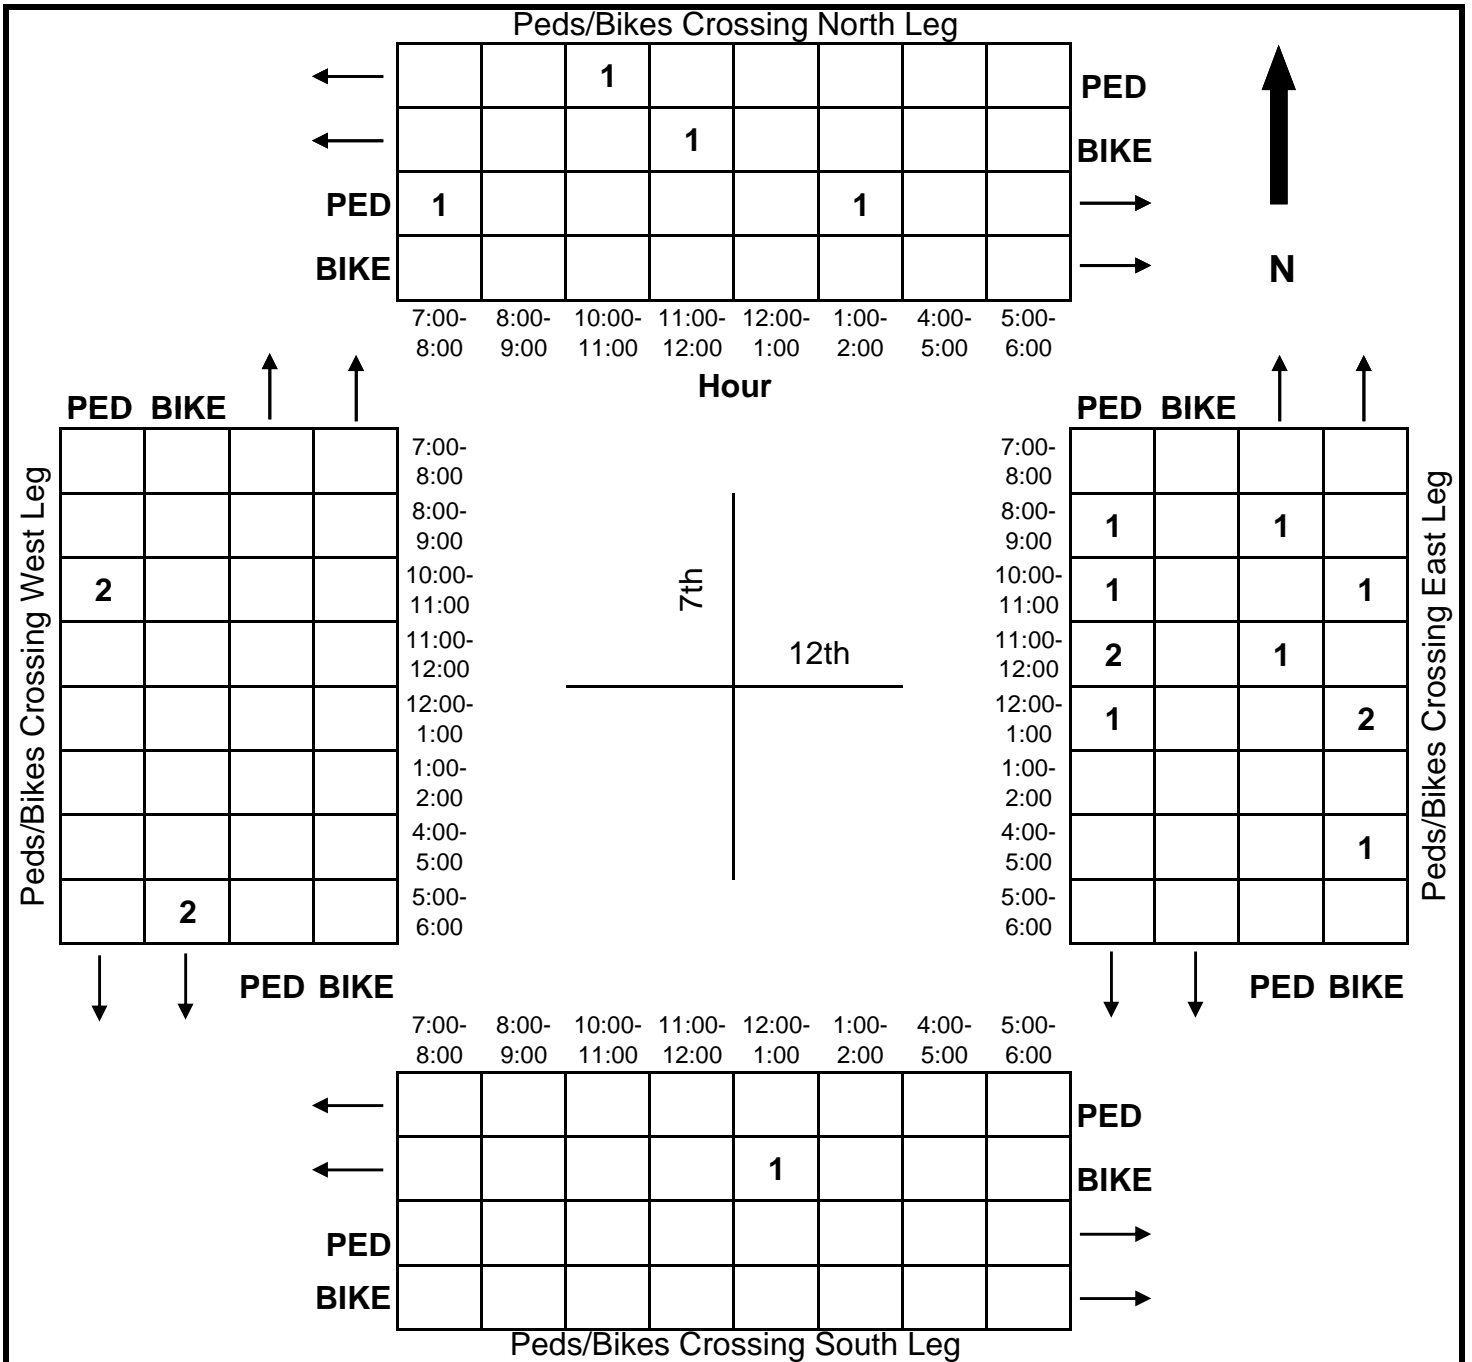 Peds/Bikes Crossing North Leg
1 PED
1 BIKE
PED 1 1
BIKE
N
7:00- 8:00- 10:00- 11:00- 12:00- 1:00- 4:00- 5:00-
8:00 9:00 11:00 12:00 1:00 2:00 5:00 6:00
Hour
PED BIKE
Peds/Bikes Crossing West Leg
7:00-
8:00
8:00-
9:00
2 10:00-
11:00
11:00-
12:00
12:00-
1:00
1:00-
2:00
4:00-
5:00
2 5:00-
6:00
PED BIKE
7th
12th
PED BIKE
7:00-
8:00
8:00-
9:00
1 1
10:00-
11:00
1 1
11:00-
12:00
2 1
12:00-
1:00
1 2
1:00-
2:00
4:00-
5:00
1
5:00-
6:00
Peds/Bikes Crossing East Leg
PED BIKE
7:00- 8:00- 10:00- 11:00- 12:00- 1:00- 4:00- 5:00-
8:00 9:00 11:00 12:00 1:00 2:00 5:00 6:00
PED
1 BIKE
PED
BIKE
Peds/Bikes Crossing South Leg